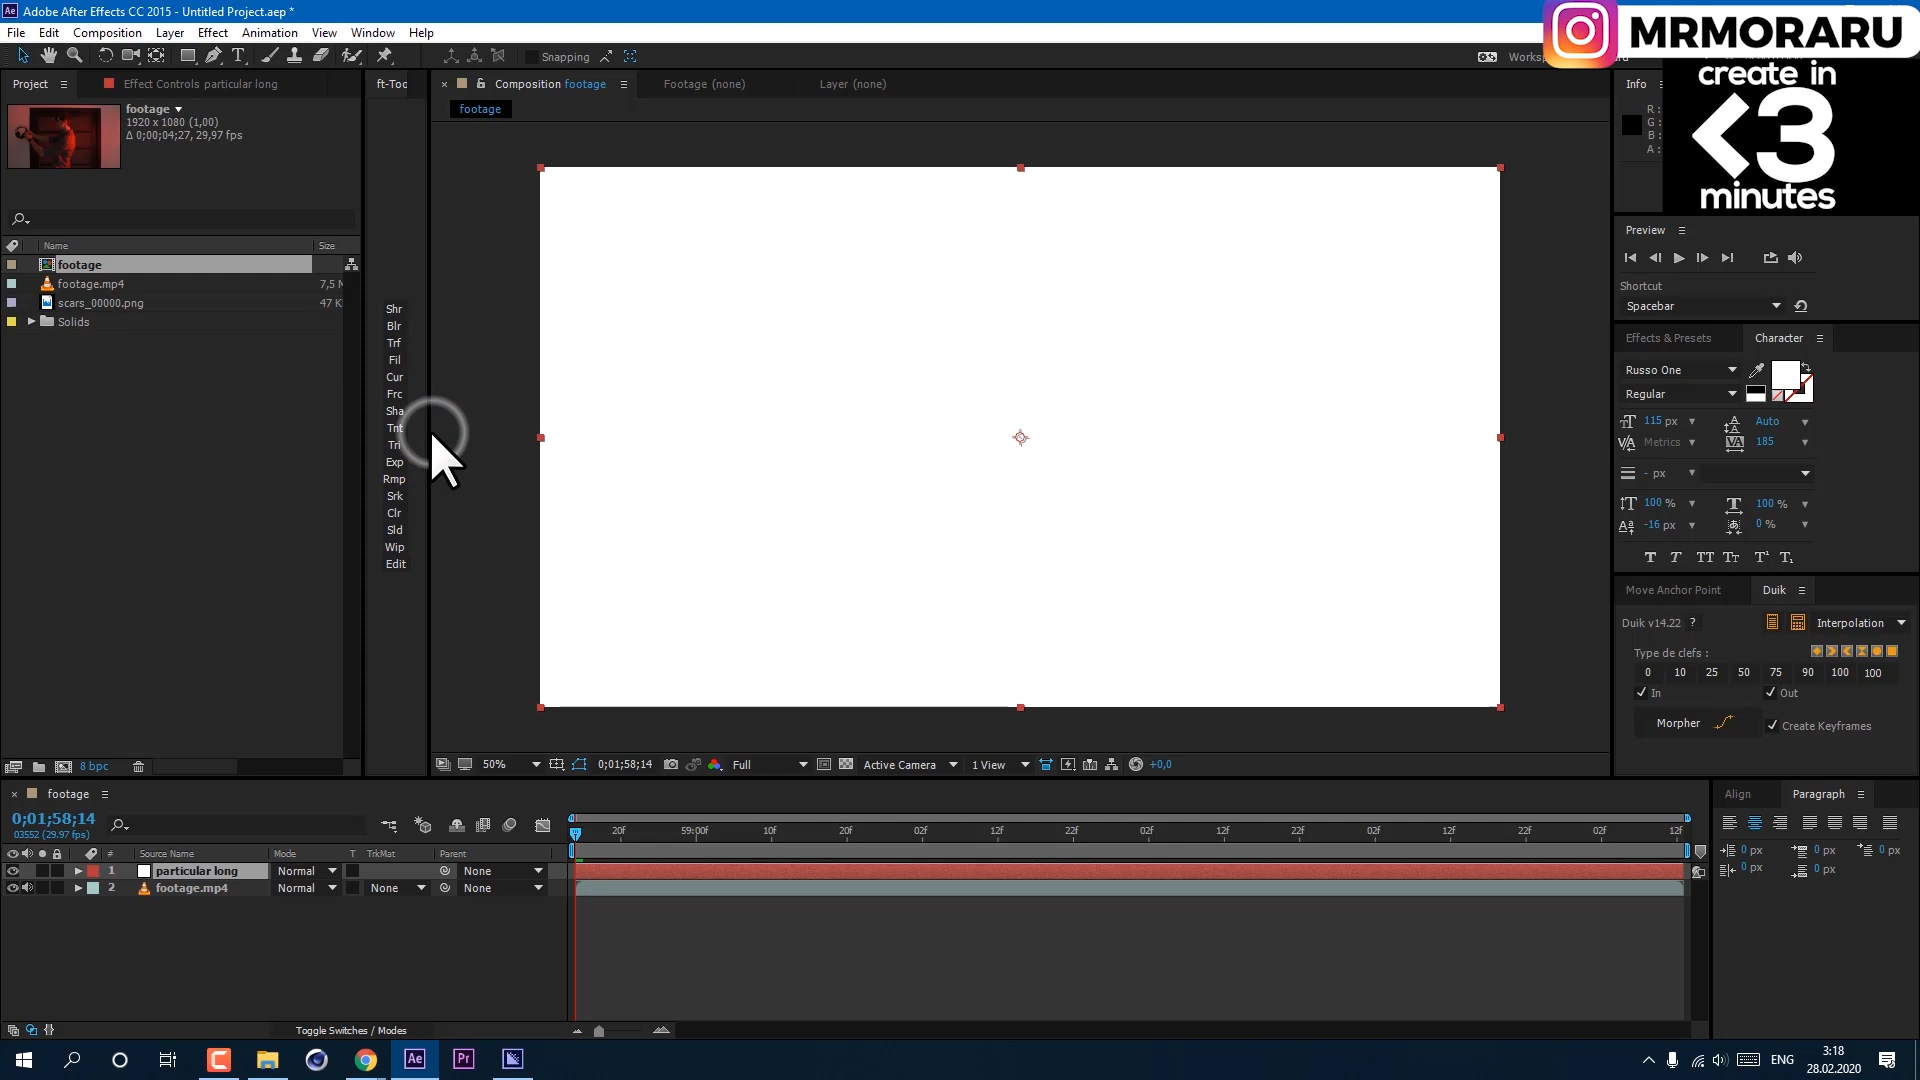 Adobe After Effects CC 2015 - Untitled Project.aep *
File Edit Composition Layer Effect Animation View Window Help
Snapping
MRMORARU
create in
<3
minutes
Project
Effect Controls particular long
ft-Toc
Composition footage
Footage (none)
Layer (none)
Info
footage
1920 x 1080 (1,00)
Δ 0;00;04;27, 29,97 fps
footage
R :
G :
B :
A :
Name
Size
footage
footage.mp4
7,5 M
scars_00000.png
47 K
Solids
Shr
Blr
Trf
Fil
Cur
Frc
Sha
Tnt
Tri
Exp
Rmp
Srk
Clr
Sld
Wip
Edit
Preview
Shortcut
Spacebar
Effects & Presets
Character
Russo One
Regular
115 px
Auto
Metrics
185
- px
100 %
100 %
-16 px
0 %
T T TT Tt T¹ T₁
Move Anchor Point
Duik
Duik v14.22 ?
Interpolation
Type de clefs :
0 10 25 50 75 90 100 100
In
Out
Morpher
Create Keyframes
8 bpc
50%
0;01;58;14
Full
Active Camera
1 View
+0,0
footage
0;01;58;14
03552 (29.97 fps)
20f 59:00f 10f 20f 02f 12f 22f 02f 12f 22f 02f 12f 22f 02f 12f
# Source Name Mode T TrkMat Parent
1 particular long Normal None
2 footage.mp4 Normal None None
Toggle Switches / Modes
Align
Paragraph
0 px
0 px
0 px
0 px
0 px
Ae
Pr
ENG
3:18
28.02.2020